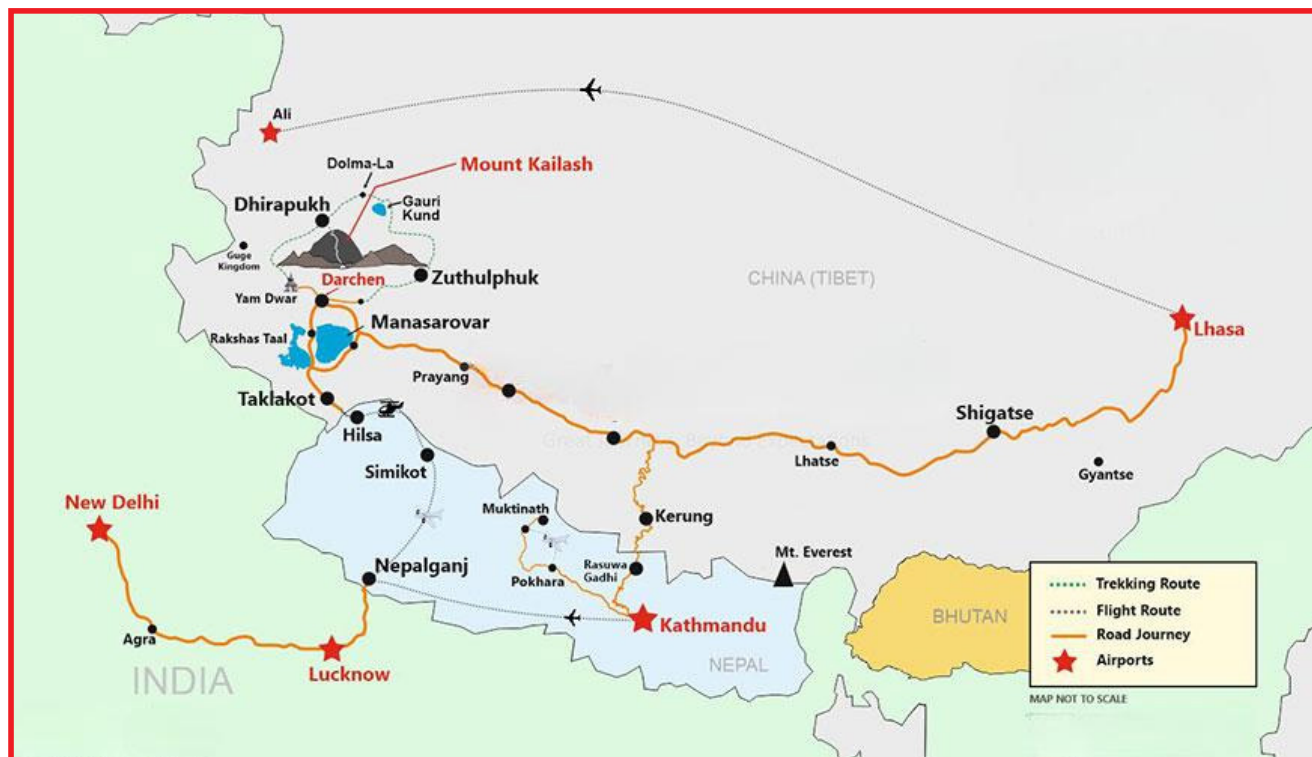 Ali
Dolma-La
Mount Kailash
Dhirapukh
Gauri
Kund
Guge
Kingdom
Zuthulphuk
CHINA (TIBET)
Darchen
Yam Dwar
Manasarovar
Rakshas Taal
Lhasa
Prayang
Taklakot
Hilsa
Shigatse
Simikot
Lhatse
Gyantse
New Delhi
Muktinath
Kerung
Nepalganj
Rasuwa
Gadhi
Mt. Everest
Pokhara
Trekking Route
Flight Route
Road Journey
Airports
BHUTAN
Agra
Kathmandu
Lucknow
NEPAL
INDIA
MAP NOT TO SCALE